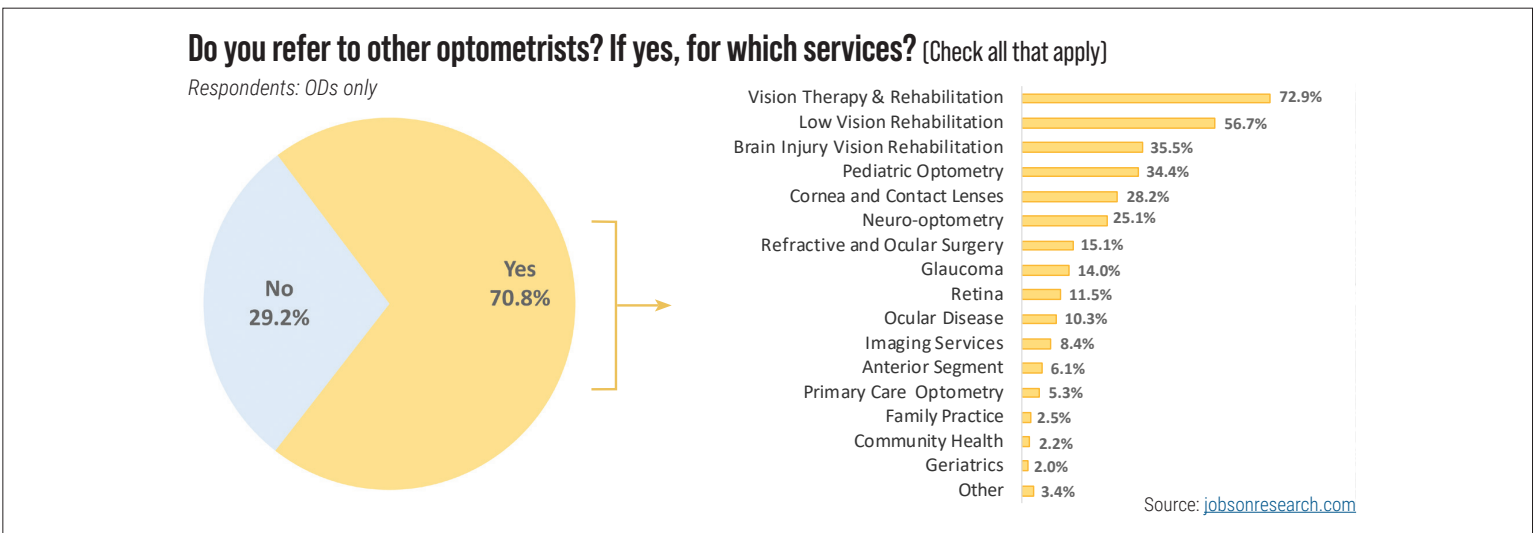 Do you refer to other optometrists? If yes, for which services? (Check all that apply)
Respondents: ODs only
No
29.2%
Yes
70.8%
Vision Therapy & Rehabilitation 72.9%
Low Vision Rehabilitation 56.7%
Brain Injury Vision Rehabilitation 35.5%
Pediatric Optometry 34.4%
Cornea and Contact Lenses 28.2%
Neuro-optometry 25.1%
Refractive and Ocular Surgery 15.1%
Glaucoma 14.0%
Retina 11.5%
Ocular Disease 10.3%
Imaging Services 8.4%
Anterior Segment 6.1%
Primary Care Optometry 5.3%
Family Practice 2.5%
Community Health 2.2%
Geriatrics 2.0%
Other 3.4%
Source: jobsonresearch.com